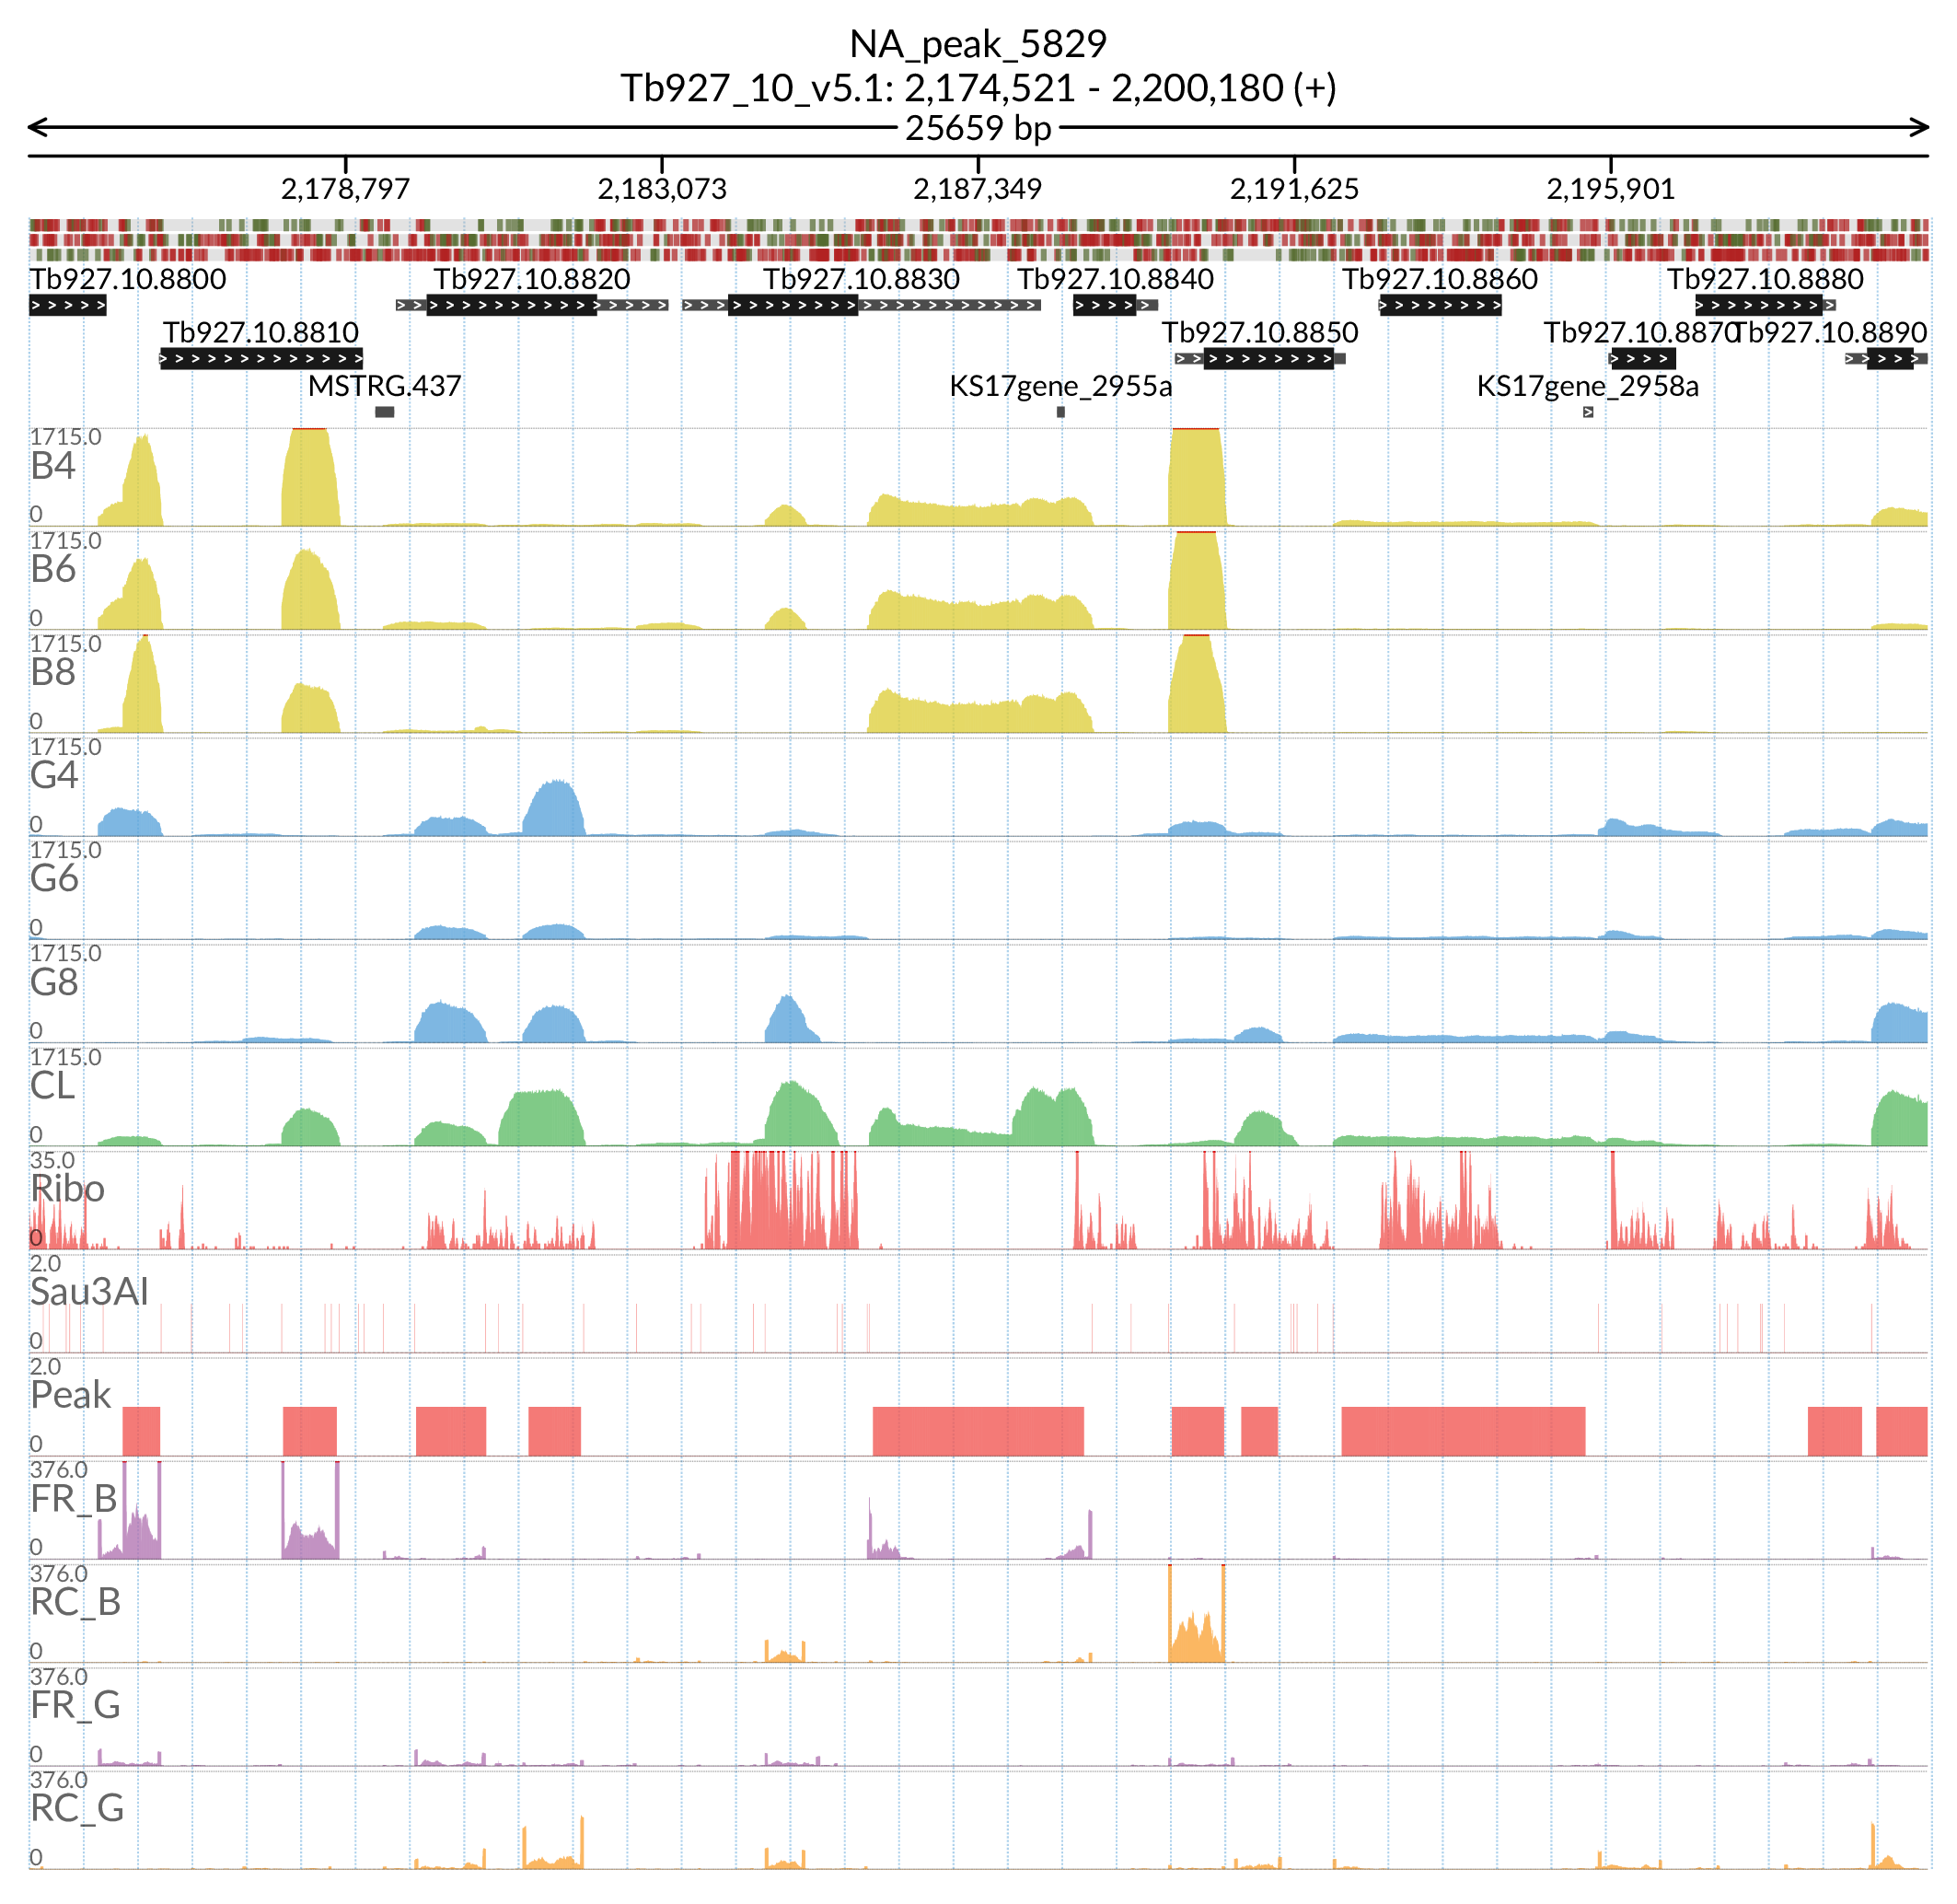 NA_peak_5829
Tb927_10_v5.1: 2,174,521 - 2,200,180 (+)
25659 bp
2,178,797 2,183,073 2,187,349 2,191,625 2,195,901
Tb927.10.8800 Tb927.10.8820 Tb927.10.8830 Tb927.10.8840 Tb927.10.8860 Tb927.10.8880
Tb927.10.8810 Tb927.10.8850 Tb927.10.8870 Tb927.10.8890
MSTRG.437 KS17gene_2955a KS17gene_2958a
1715.0
B4
0
1715.0
B6
0
1715.0
B8
0
1715.0
G4
0
1715.0
G6
0
1715.0
G8
0
1715.0
CL
0
35.0
Ribo
0
2.0
Sau3AI
0
2.0
Peak
0
376.0
FR_B
0
376.0
RC_B
0
376.0
FR_G
0
376.0
RC_G
0